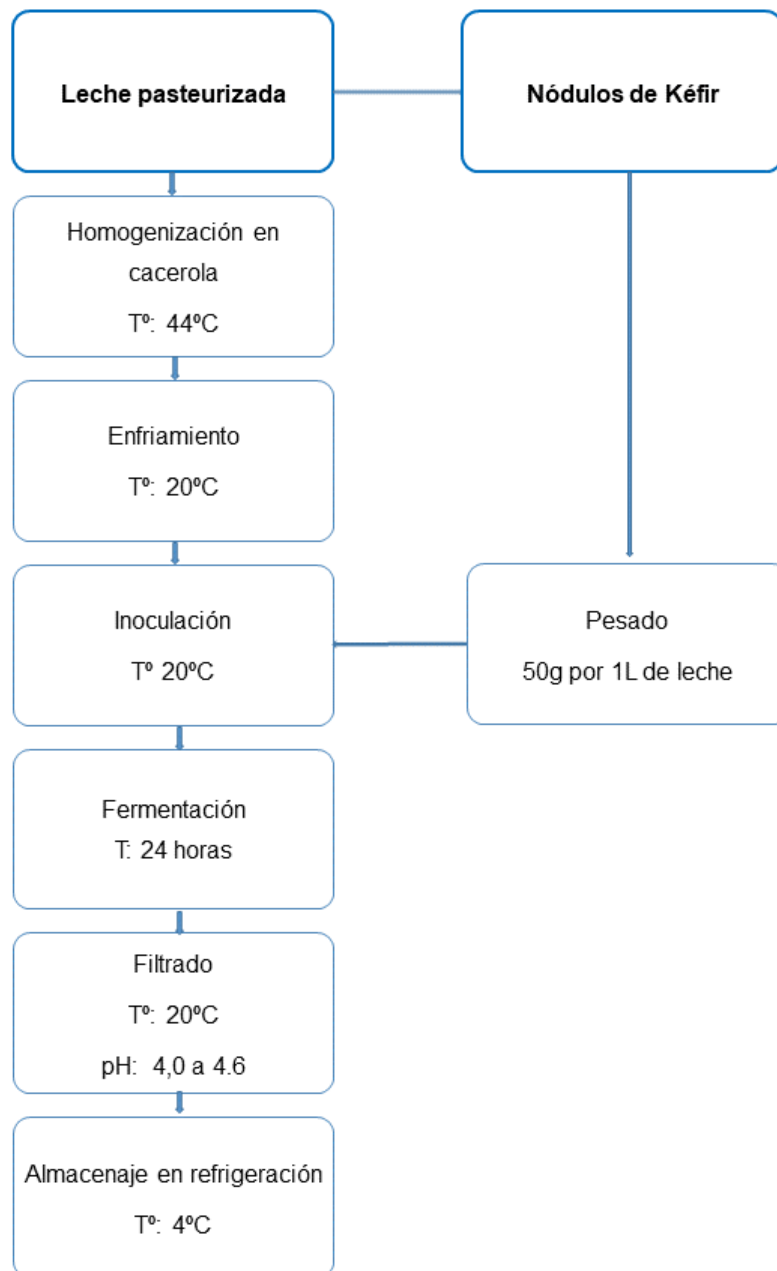 Leche pasteurizada
Nódulos de Kéfir
Homogenización en
cacerola
Tº: 44ºC
Enfriamiento
Tº: 20ºC
Inoculación
Tº 20ºC
Pesado
50g por 1L de leche
Fermentación
T: 24 horas
Filtrado
Tº: 20ºC
pH: 4,0 a 4.6
Almacenaje en refrigeración
Tº: 4ºC